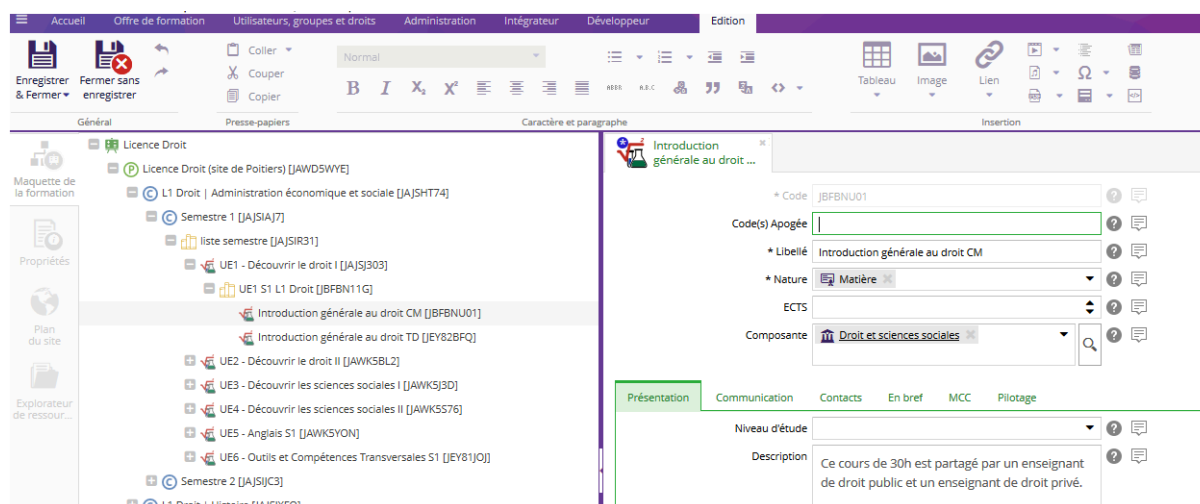 Accueil Offre de formation Utilisateurs, groupes et droits Administration Intégrateur Développeur Edition
Enregistrer
& Fermer
Fermer sans
enregistrer
Coller
Couper
Copier
Normal
B I X₂ X²
Tableau Image Lien
Général Presse-papiers Caractère et paragraphe Insertion
Maquette de
la formation
Propriétés
Plan
du site
Explorateur
de ressour...
Licence Droit
Licence Droit (site de Poitiers) [JAWD5WYE]
L1 Droit | Administration économique et sociale [JAJSHT74]
Semestre 1 [JAJSIAJ7]
liste semestre [JAJSIR31]
UE1 - Découvrir le droit I [JAJSJ303]
UE1 S1 L1 Droit [JBFBN11G]
Introduction générale au droit CM [JBFBNU01]
Introduction générale au droit TD [JEY82BFQ]
UE2 - Découvrir le droit II [JAWK5BL2]
UE3 - Découvrir les sciences sociales I [JAWK5J3D]
UE4 - Découvrir les sciences sociales II [JAWK5S76]
UE5 - Anglais S1 [JAWK5YON]
UE6 - Outils et Compétences Transversales S1 [JEY81JOJ]
Semestre 2 [JAJSIJC3]
Introduction
générale au droit ...
* Code JBFBNU01
Code(s) Apogée
* Libellé Introduction générale au droit CM
* Nature Matière
ECTS
Composante Droit et sciences sociales
Présentation Communication Contacts En bref MCC Pilotage
Niveau d'étude
Description Ce cours de 30h est partagé par un enseignant
de droit public et un enseignant de droit privé.